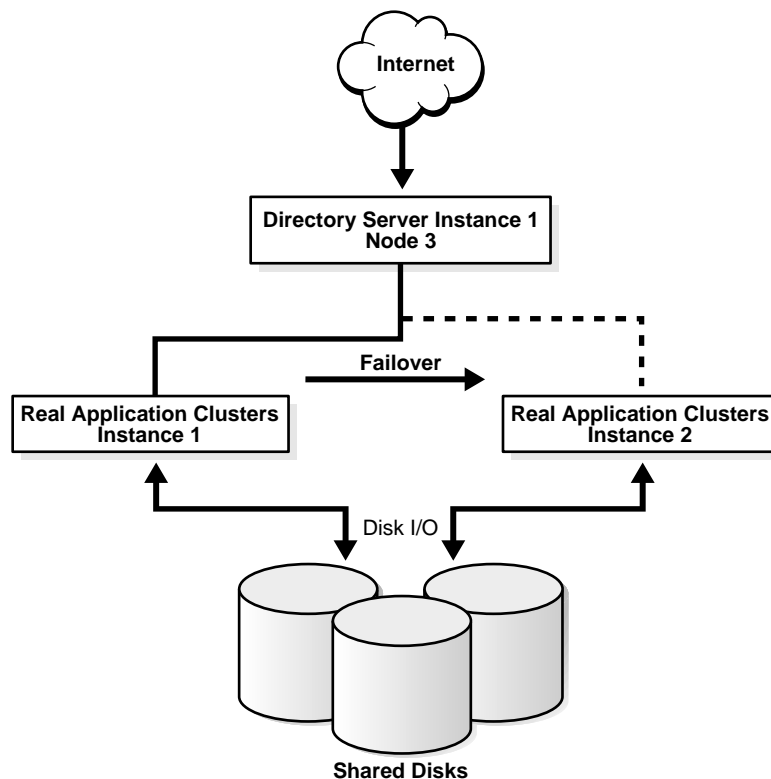 Internet
Directory Server Instance 1
Node 3
Failover
Real Application Clusters
Instance 1
Real Application Clusters
Instance 2
Disk I/O
Shared Disks